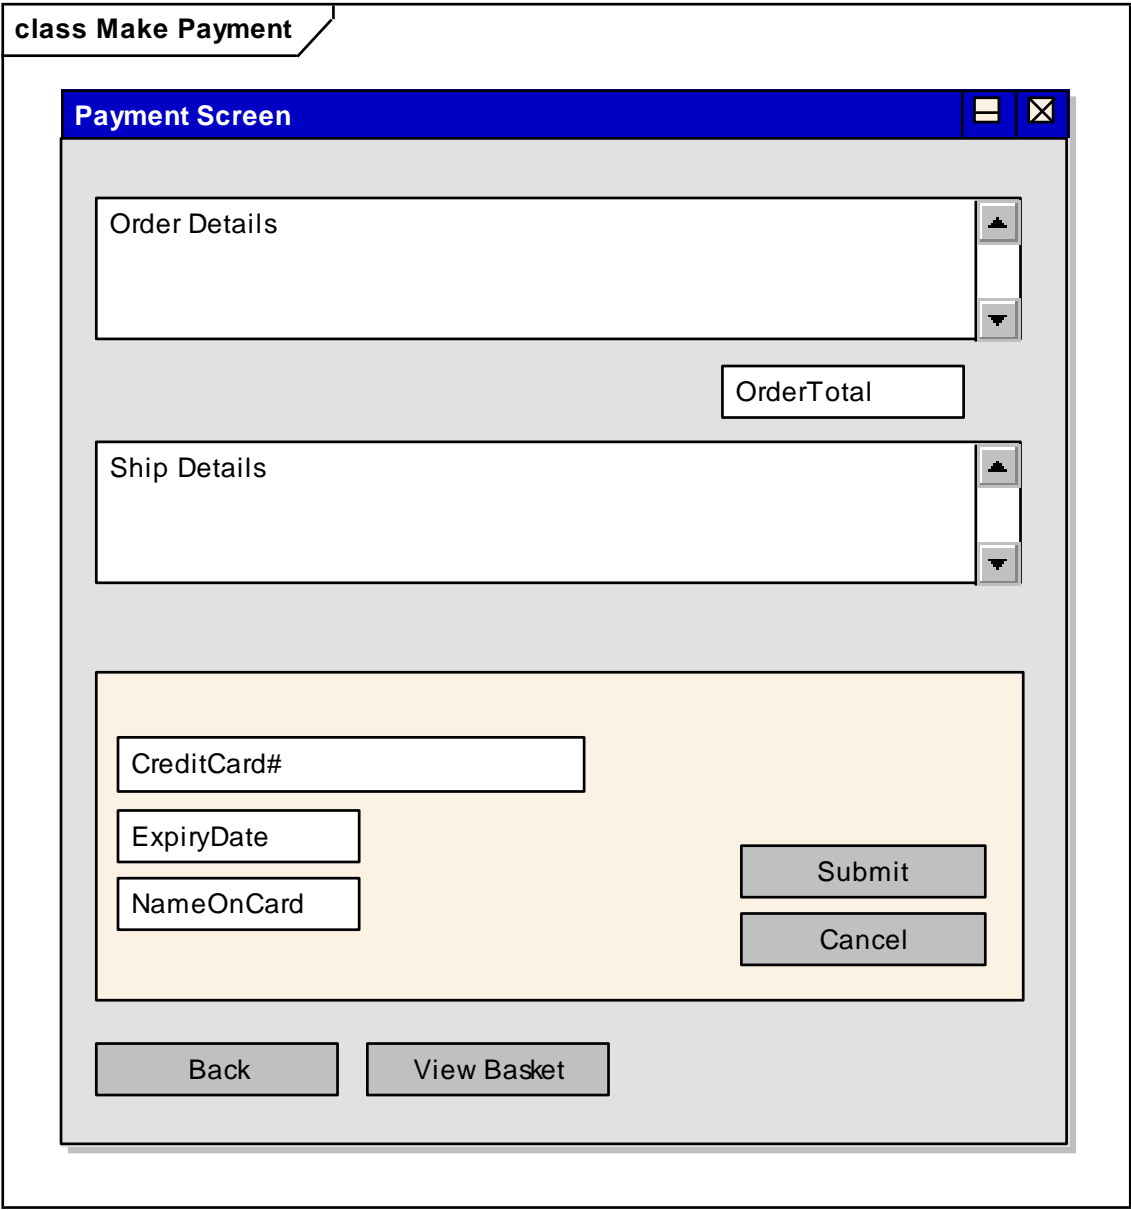 class Make Payment
Payment Screen
Order Details
OrderTotal
Ship Details
CreditCard#
ExpiryDate
NameOnCard
Submit
Cancel
Back
View Basket